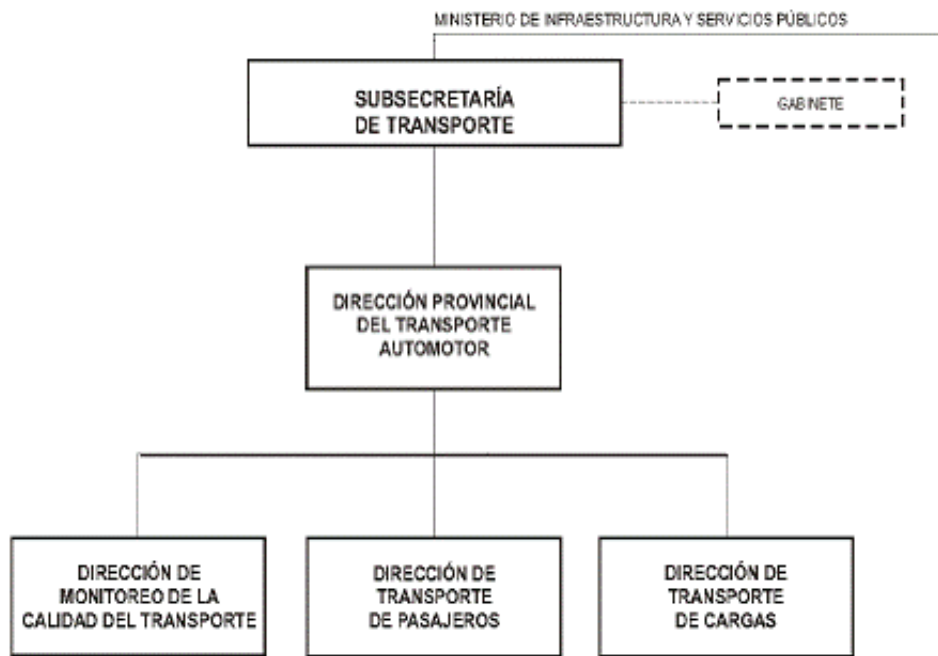 MINISTERIO DE INFRAESTRUCTURA Y SERVICIOS PÚBLICOS
SUBSECRETARÍA
DE TRANSPORTE
GABINETE
DIRECCIÓN PROVINCIAL
DEL TRANSPORTE
AUTOMOTOR
DIRECCIÓN DE
MONITOREO DE LA
CALIDAD DEL TRANSPORTE
DIRECCIÓN DE
TRANSPORTE
DE PASAJEROS
DIRECCIÓN DE
TRANSPORTE
DE CARGAS